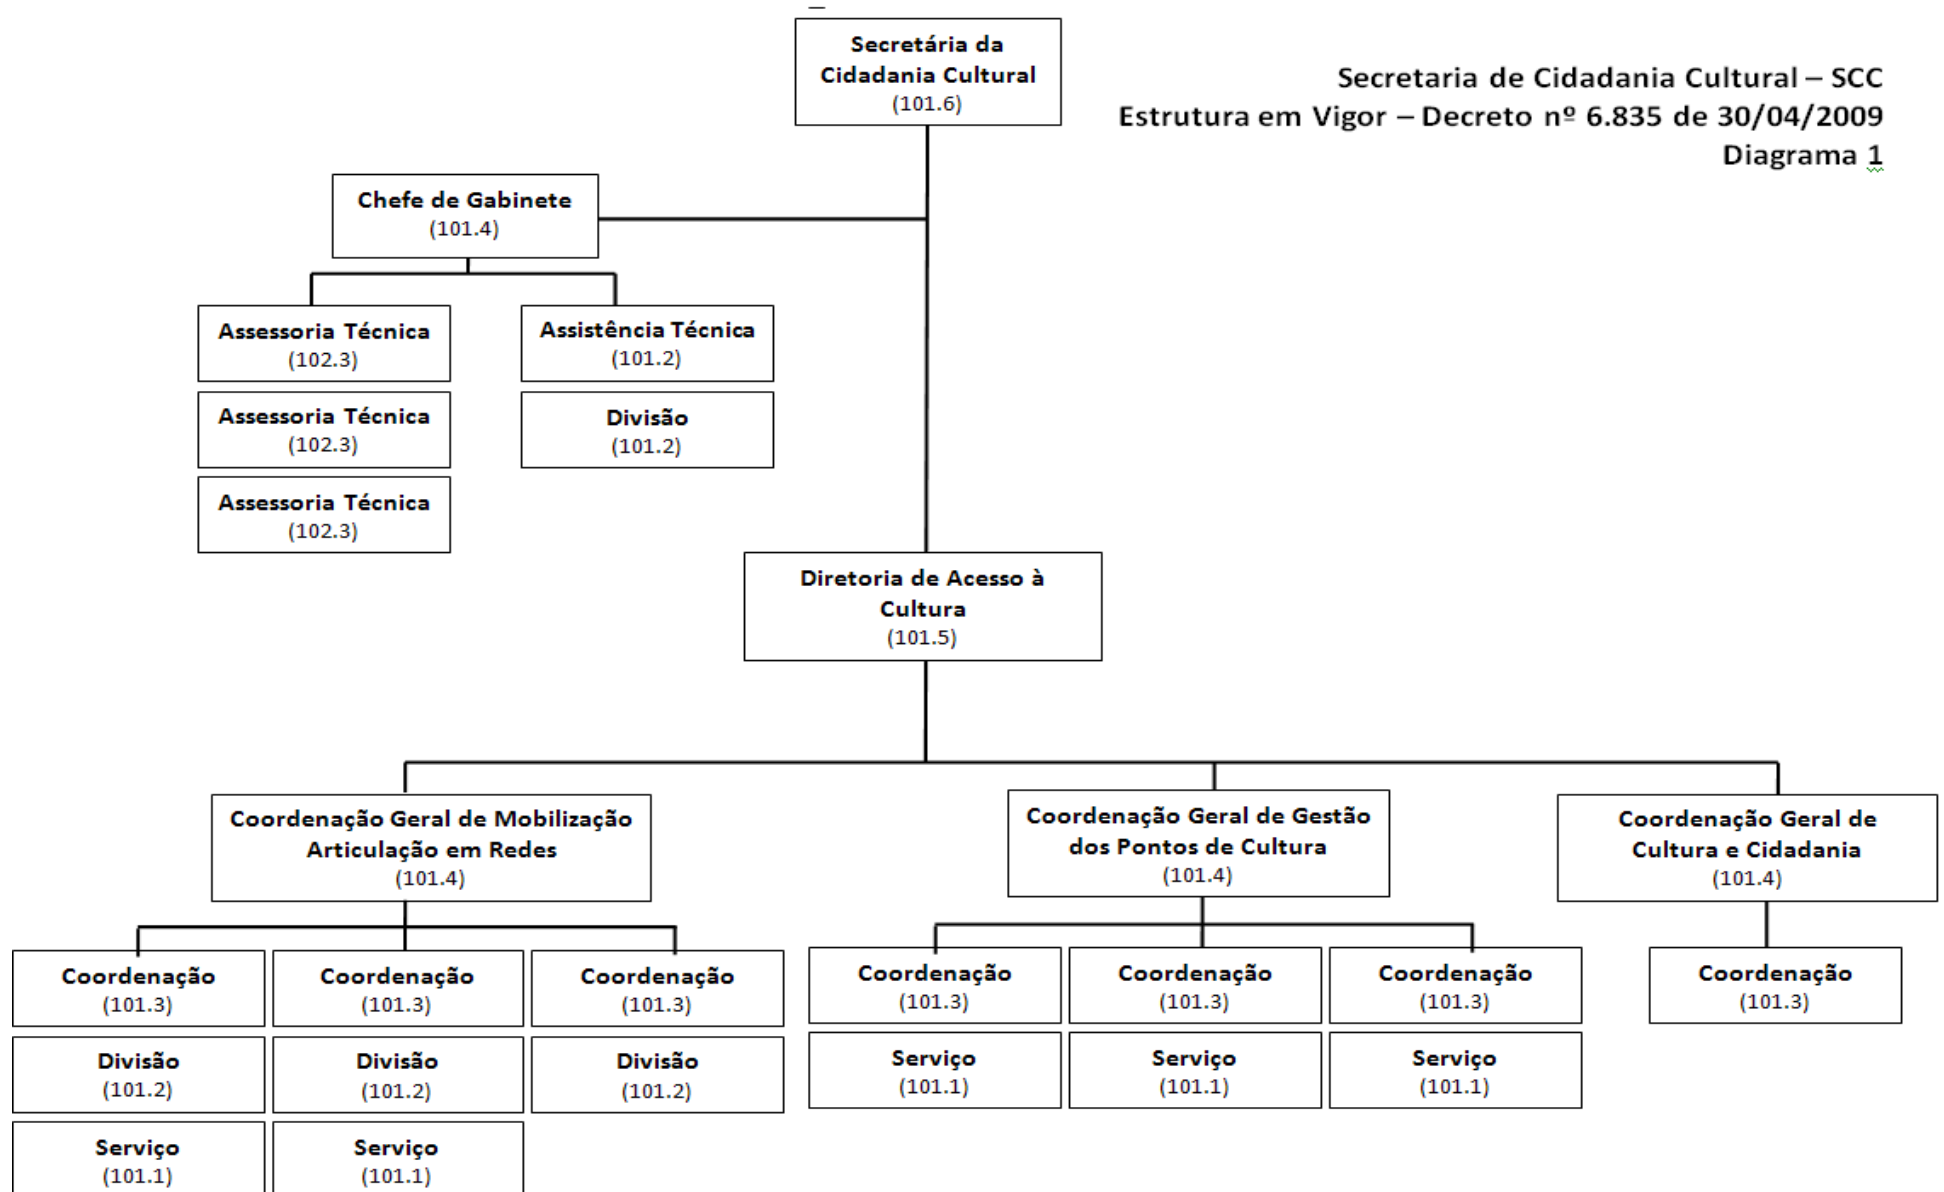 Secretária da
Cidadania Cultural
(101.6)
Secretaria de Cidadania Cultural – SCC
Estrutura em Vigor – Decreto nº 6.835 de 30/04/2009
Diagrama 1
Chefe de Gabinete
(101.4)
Assessoria Técnica
(102.3)
Assistência Técnica
(101.2)
Assessoria Técnica
(102.3)
Divisão
(101.2)
Assessoria Técnica
(102.3)
Diretoria de Acesso à
Cultura
(101.5)
Coordenação Geral de Mobilização
Articulação em Redes
(101.4)
Coordenação Geral de Gestão
dos Pontos de Cultura
(101.4)
Coordenação Geral de
Cultura e Cidadania
(101.4)
Coordenação
(101.3)
Coordenação
(101.3)
Coordenação
(101.3)
Coordenação
(101.3)
Coordenação
(101.3)
Coordenação
(101.3)
Coordenação
(101.3)
Divisão
(101.2)
Divisão
(101.2)
Divisão
(101.2)
Serviço
(101.1)
Serviço
(101.1)
Serviço
(101.1)
Serviço
(101.1)
Serviço
(101.1)